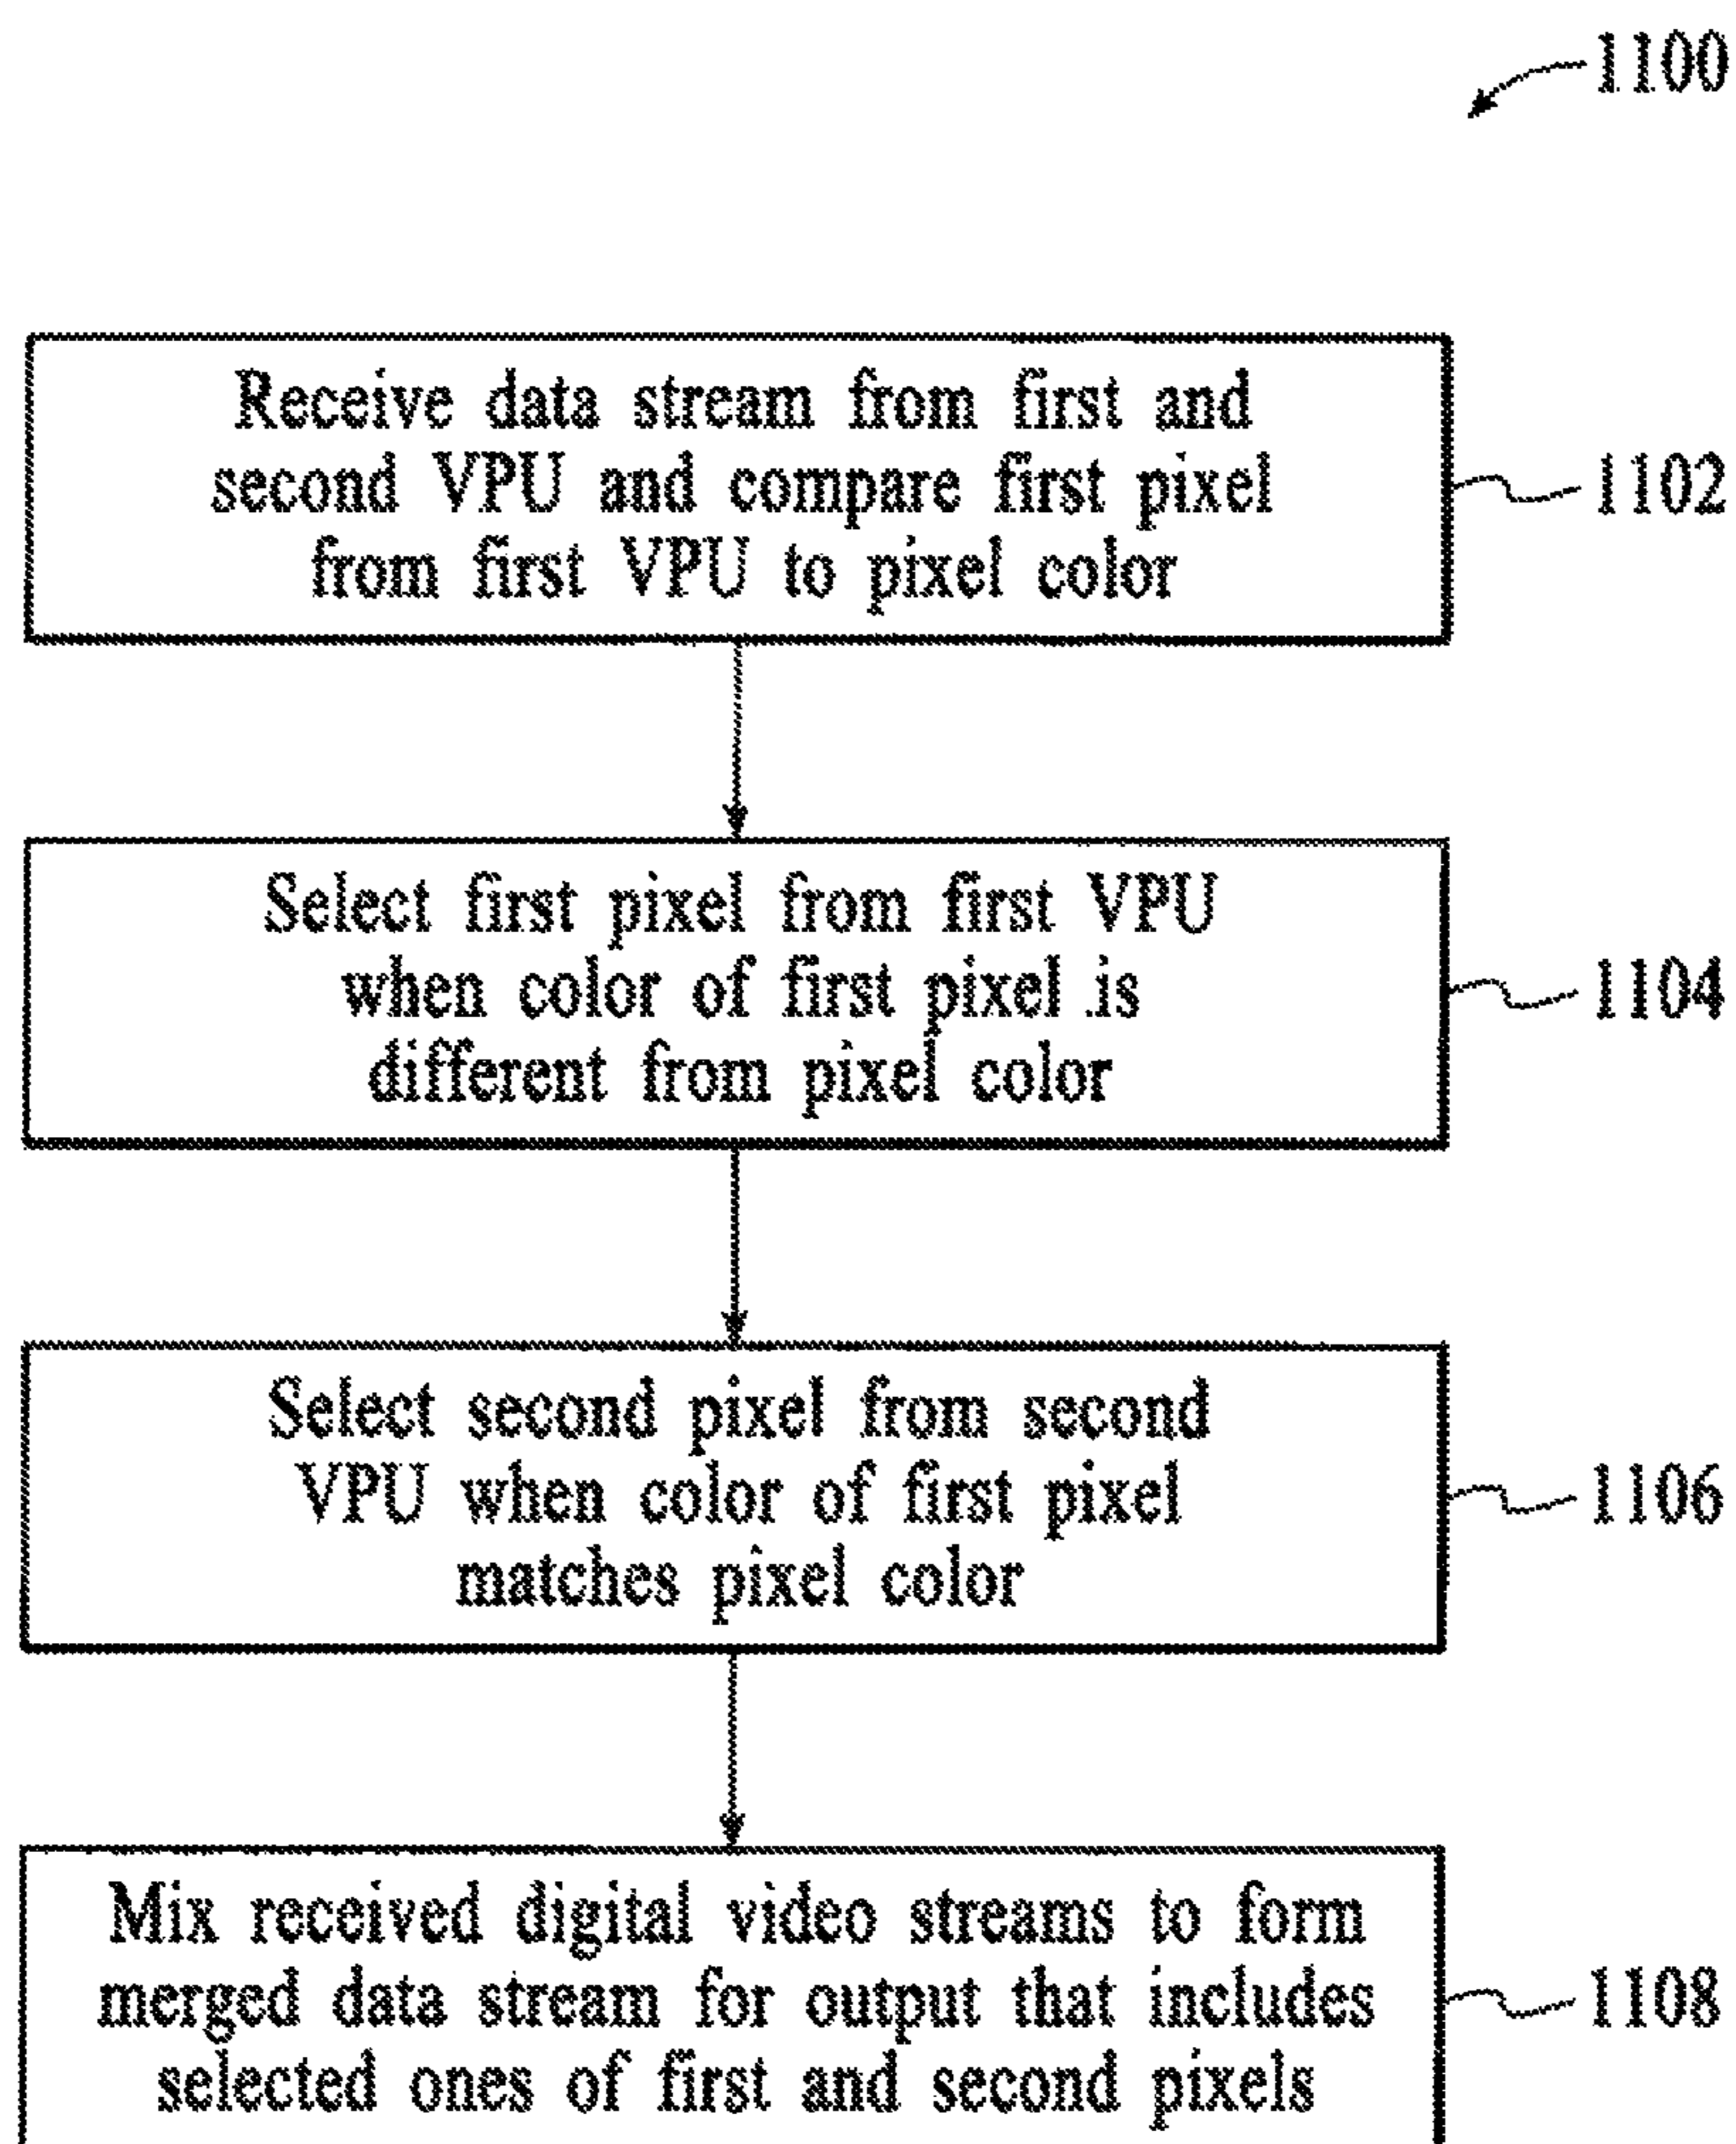 1100
Receive data stream from first and
second VPU and compare first pixel
from first VPU to pixel color
1102
Select first pixel from first VPU
when color of first pixel is
different from pixel color
1104
Select second pixel from second
VPU when color of first pixel
matches pixel color
1106
Mix received digital video streams to form
merged data stream for output that includes
selected ones of first and second pixels
1108